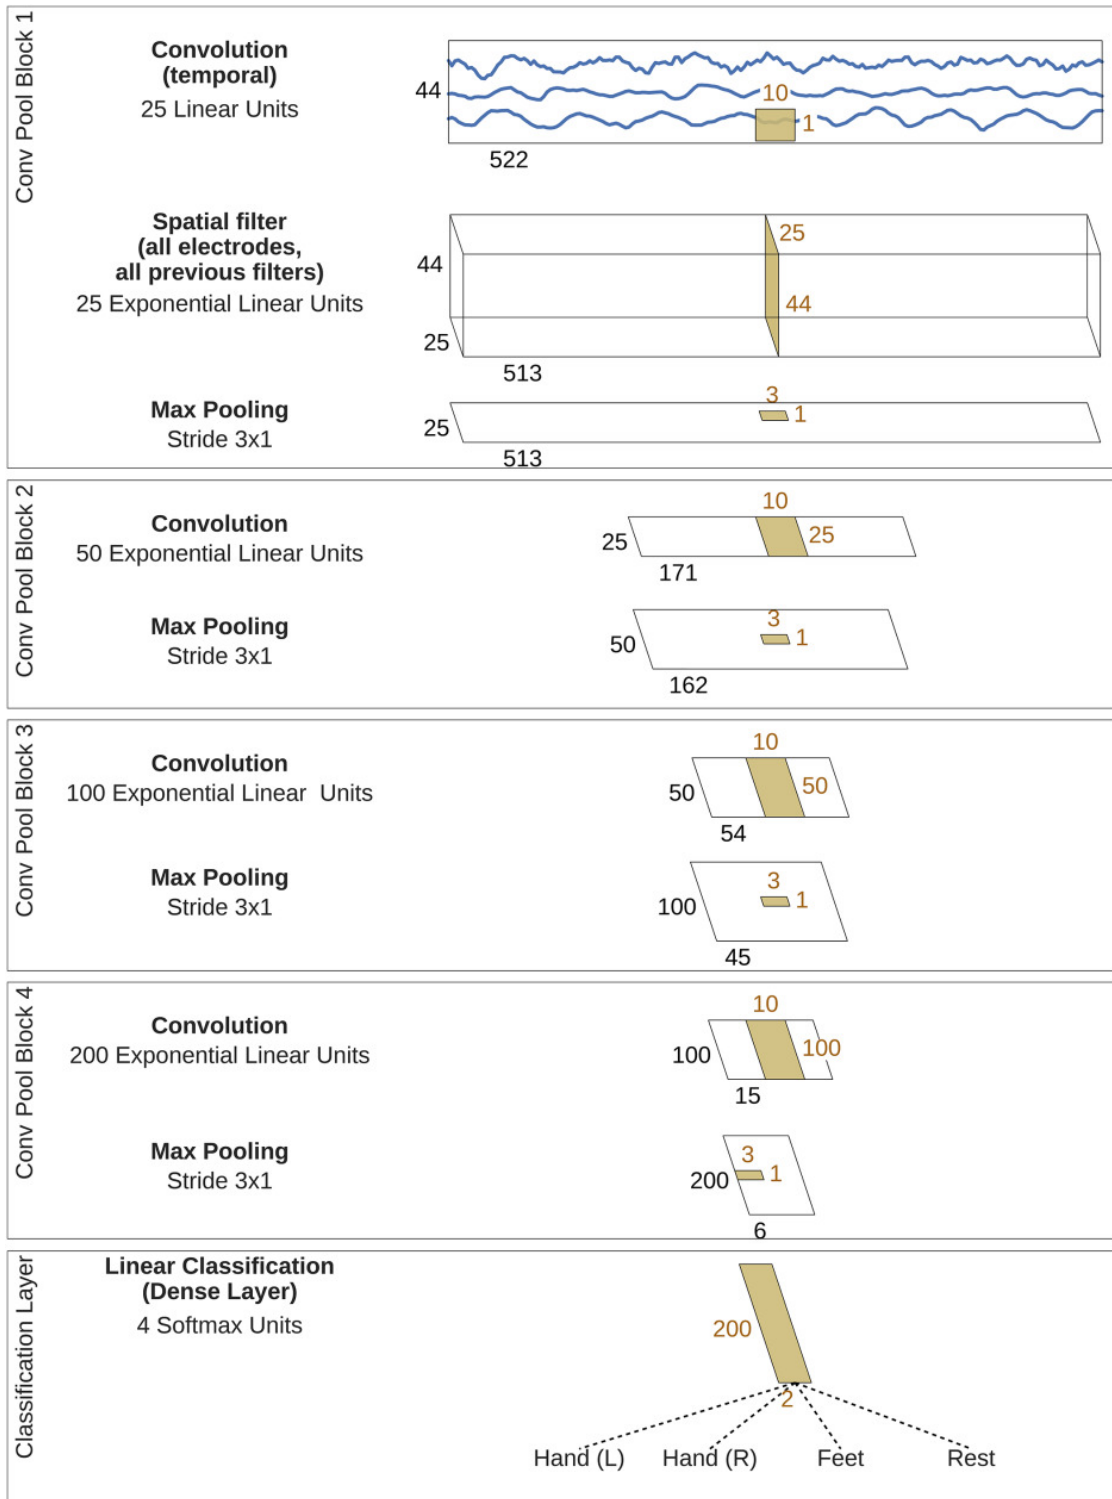 Conv Pool Block 1
Convolution
(temporal)
25 Linear Units
44
10
1
522
Spatial filter
(all electrodes,
all previous filters)
25 Exponential Linear Units
44
25
25
44
513
Max Pooling
Stride 3x1
25
3
1
513
Conv Pool Block 2
Convolution
50 Exponential Linear Units
25
10
25
171
Max Pooling
Stride 3x1
50
3
1
162
Conv Pool Block 3
Convolution
100 Exponential Linear Units
50
10
50
54
Max Pooling
Stride 3x1
100
3
1
45
Conv Pool Block 4
Convolution
200 Exponential Linear Units
100
10
100
15
Max Pooling
Stride 3x1
200
3
1
6
Classification Layer
Linear Classification
(Dense Layer)
4 Softmax Units
200
2
Hand (L) Hand (R) Feet Rest